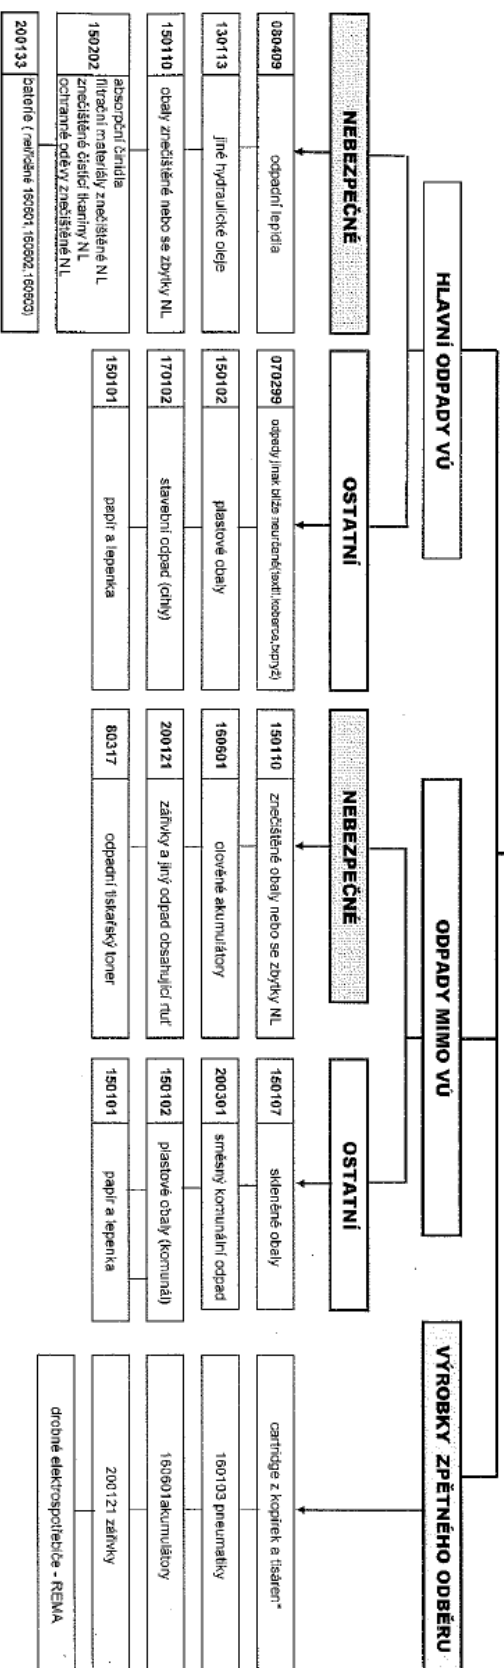 HLAVNÍ ODPADY VÚ
NEBEZPEČNÉ
080409 odpadní lepidla
130113 jiné hydraulické oleje
150110 obaly znečištěné nebo se zbytky NL
absorpční činidla
150202 filtrační materiály znečištěné NL
znečištěné čistící tkaniny NL
ochranné oděvy znečištěné NL
200133 baterie ( netříděné 160601,160602,160603)
OSTATNÍ
070299 odpady jinak blíže neurčené(textil,koberce,txpryž)
150102 plastové obaly
170102 stavební odpad (cihly)
150101 papír a lepenka
ODPADY MIMO VÚ
NEBEZPEČNÉ
150110 znečištěné obaly nebo se zbytky NL
160601 olověné akumulátory
200121 zářivky a jiný odpad obsahující rtuť
80317 odpadní tiskařský toner
OSTATNÍ
150107 skleněné obaly
200301 směsný komunální odpad
150102 plastové obaly (komunál)
150101 papír a lepenka
VÝROBKY ZPĚTNÉHO ODBĚRU
cartridge z kopírek a tisáren"
160103 pneumatiky
160601akumulátory
200121 zářivky
drobné elektrospotřebiče - REMA